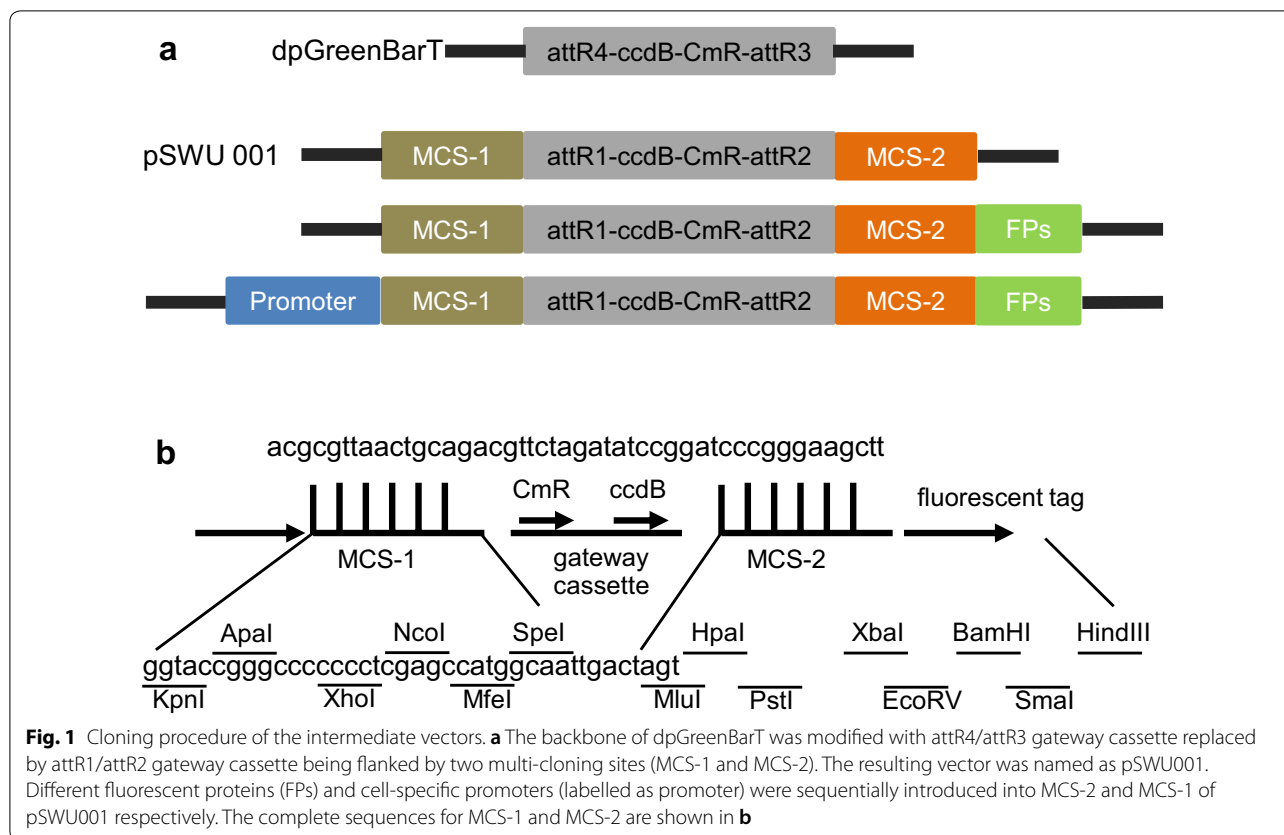 a
dpGreenBarT
attR4-ccdB-CmR-attR3
pSWU 001
MCS-1 attR1-ccdB-CmR-attR2 MCS-2
MCS-1 attR1-ccdB-CmR-attR2 MCS-2 FPs
Promoter MCS-1 attR1-ccdB-CmR-attR2 MCS-2 FPs
b
acgcgttaactgcagacgttctagatatccggatcccgggaagctt
CmR ccdB fluorescent tag
MCS-1 gateway cassette MCS-2
ApaI NcoI SpeI HpaI XbaI BamHI HindIII
ggtaccgggcccccccctcgagccatggcaattgactagt
KpnI XhoI MfeI MluI PstI EcoRV SmaI
Fig. 1 Cloning procedure of the intermediate vectors. a The backbone of dpGreenBarT was modified with attR4/attR3 gateway cassette replaced
by attR1/attR2 gateway cassette being flanked by two multi-cloning sites (MCS-1 and MCS-2). The resulting vector was named as pSWU001.
Different fluorescent proteins (FPs) and cell-specific promoters (labelled as promoter) were sequentially introduced into MCS-2 and MCS-1 of
pSWU001 respectively. The complete sequences for MCS-1 and MCS-2 are shown in b